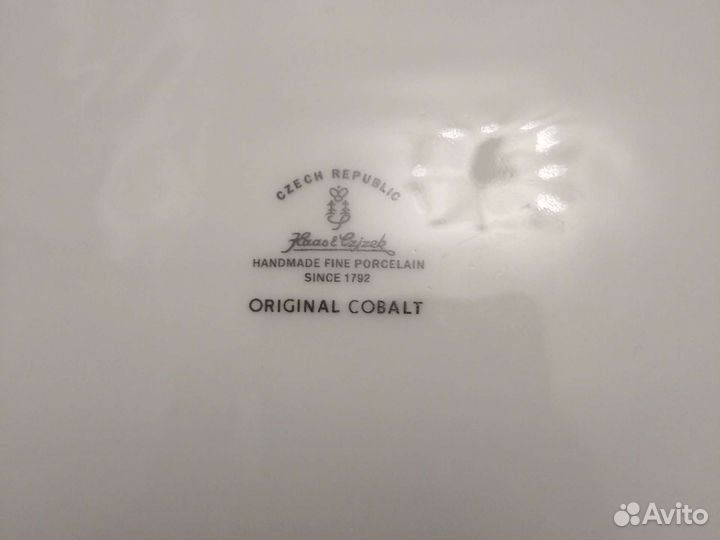 CZECH REPUBLIC
Haas & Czjzek
HANDMADE FINE PORCELAIN
SINCE 1792
ORIGINAL COBALT
Avito